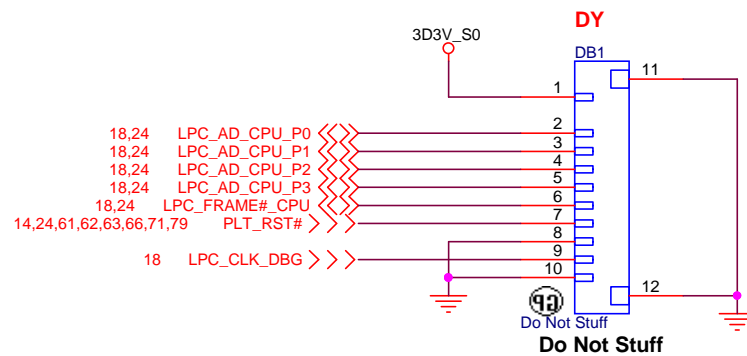 DY
3D3V_S0
DB1
11
1
18,24 LPC_AD_CPU_P0 2
18,24 LPC_AD_CPU_P1 3
18,24 LPC_AD_CPU_P2 4
18,24 LPC_AD_CPU_P3 5
18,24 LPC_FRAME#_CPU 6
14,24,61,62,63,66,71,79 PLT_RST# 7
8
18 LPC_CLK_DBG 9
10
12
GP
Do Not Stuff
Do Not Stuff